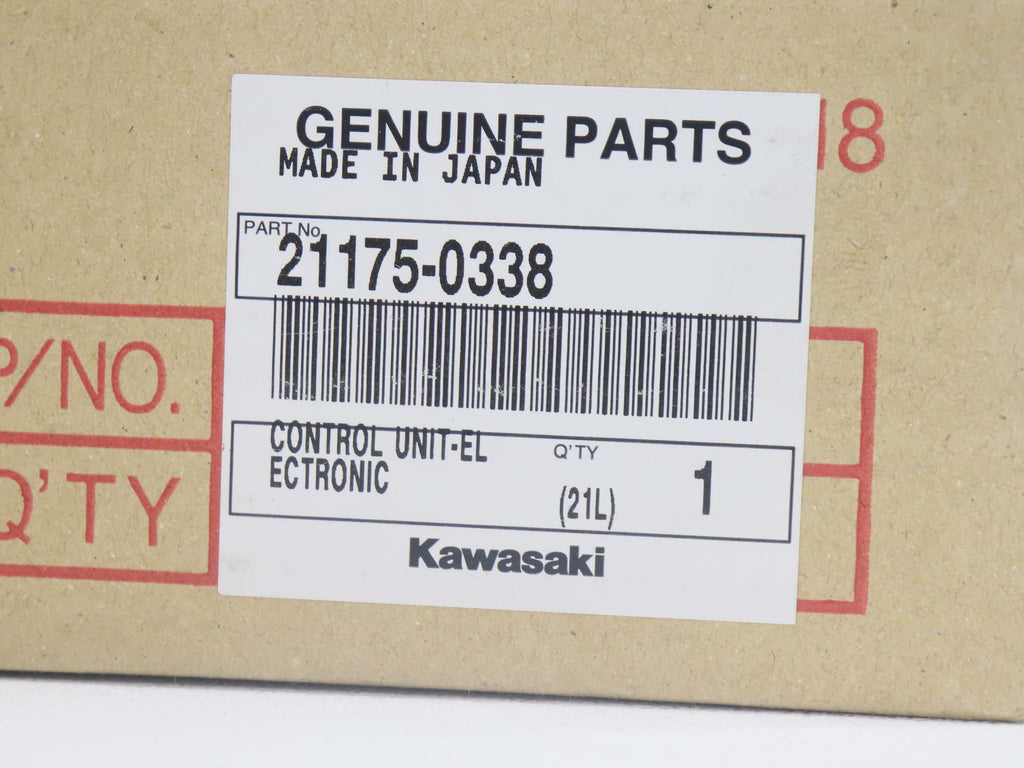 GENUINE PARTS
MADE IN JAPAN
18
PART No.
21175-0338
P/NO.
CONTROL UNIT-EL
ECTRONIC
Q'TY
(21L)
1
Q'TY
Kawasaki